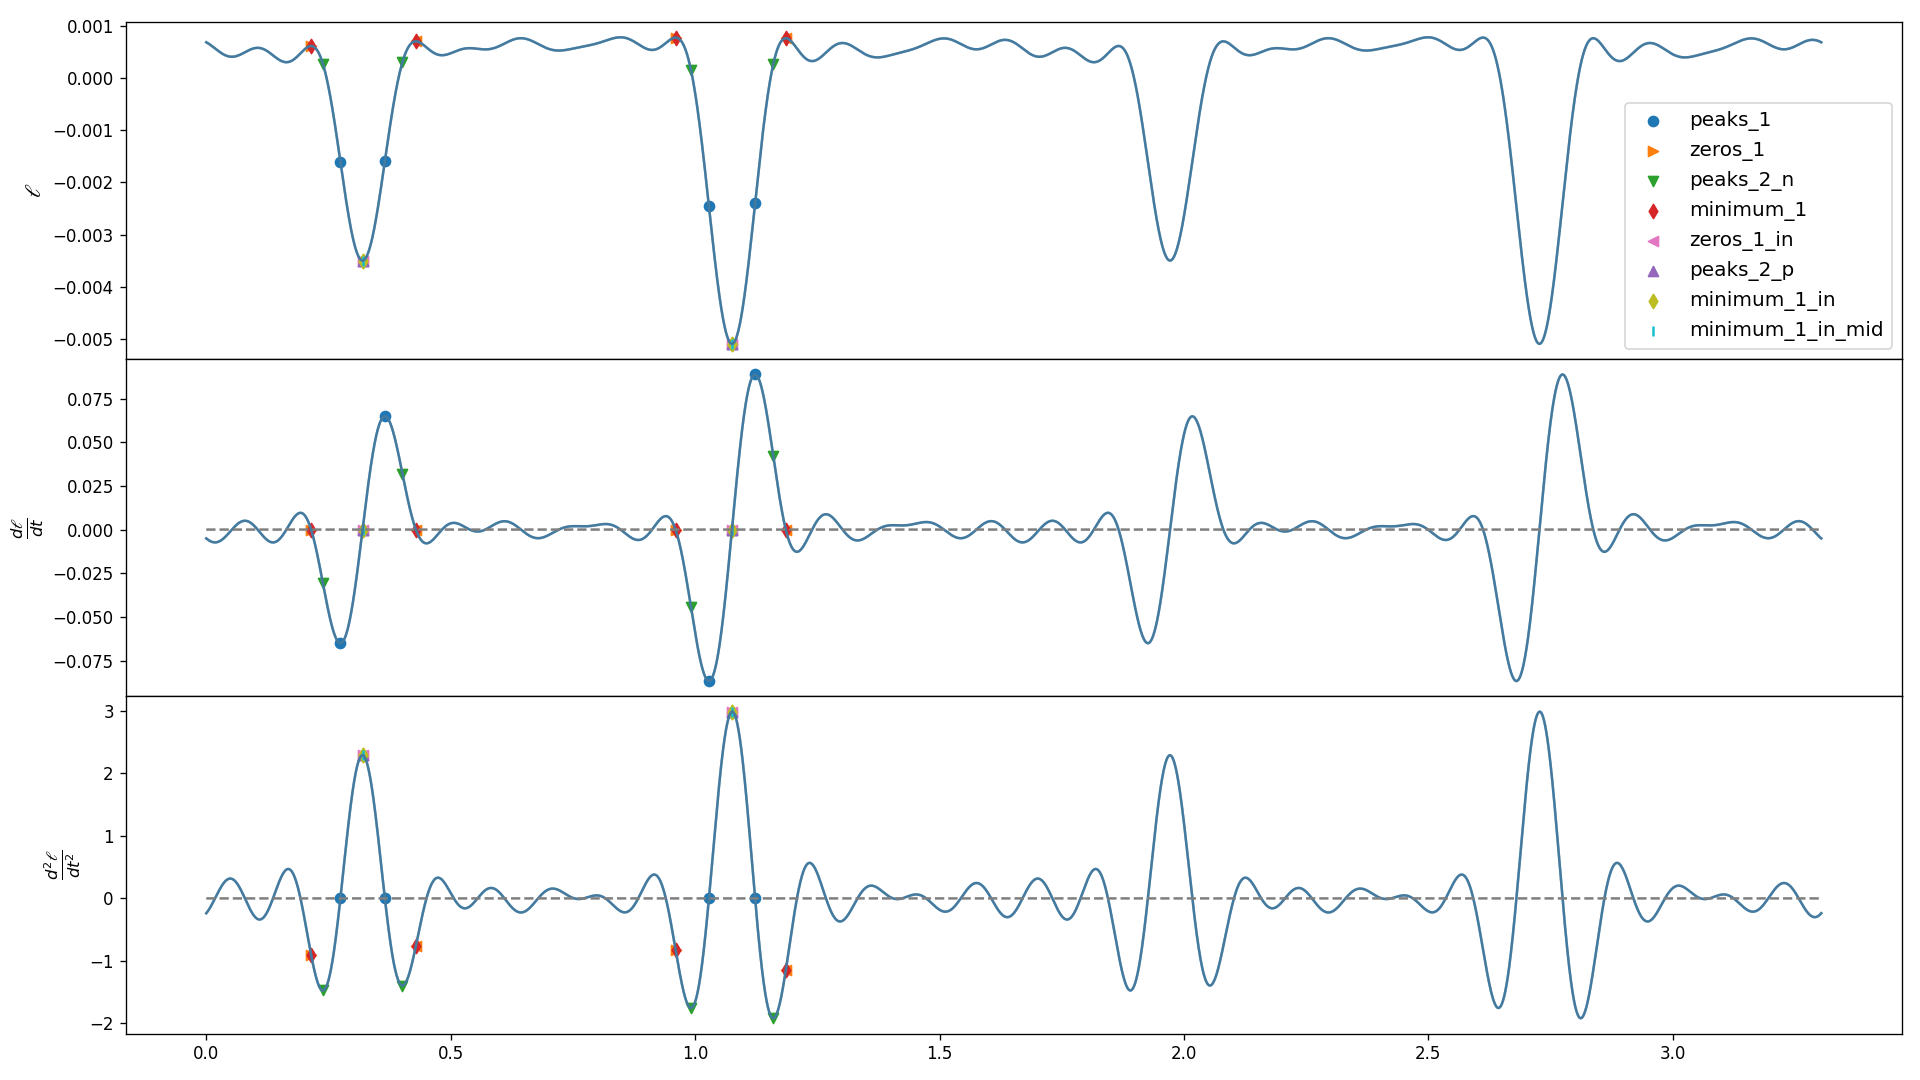 0.001
0.000
−0.001
−0.002
−0.003
−0.004
−0.005
ℓ
peaks_1
zeros_1
peaks_2_n
minimum_1
zeros_1_in
peaks_2_p
minimum_1_in
minimum_1_in_mid
0.075
0.050
0.025
0.000
−0.025
−0.050
−0.075
dℓ
dt
3
2
1
0
−1
−2
d²ℓ
dt²
0.0 0.5 1.0 1.5 2.0 2.5 3.0